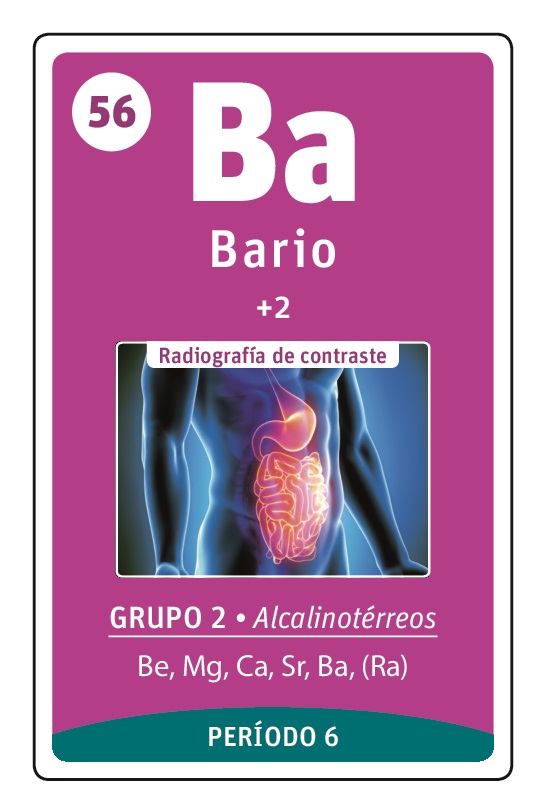 56
Ba
Bario
+2
Radiografía de contraste
GRUPO 2 • Alcalinotérreos
Be, Mg, Ca, Sr, Ba, (Ra)
PERÍODO 6